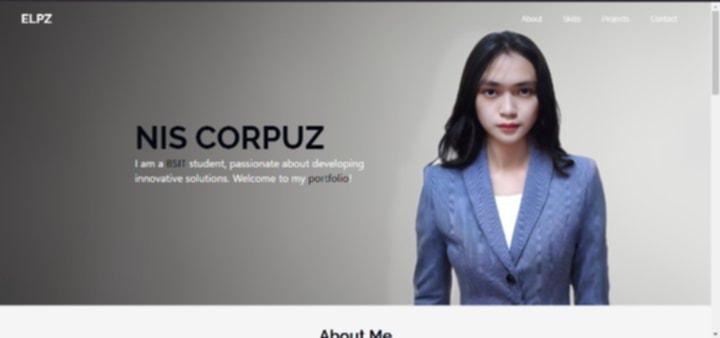 ELPZ
About Skills Projects Contact
NIS CORPUZ
I am a BSIT student, passionate about developing
innovative solutions. Welcome to my portfolio!
About Me